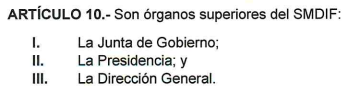 ARTÍCULO 10.- Son órganos superiores del SMDIF:
I. La Junta de Gobierno;
II. La Presidencia; y
III. La Dirección General.